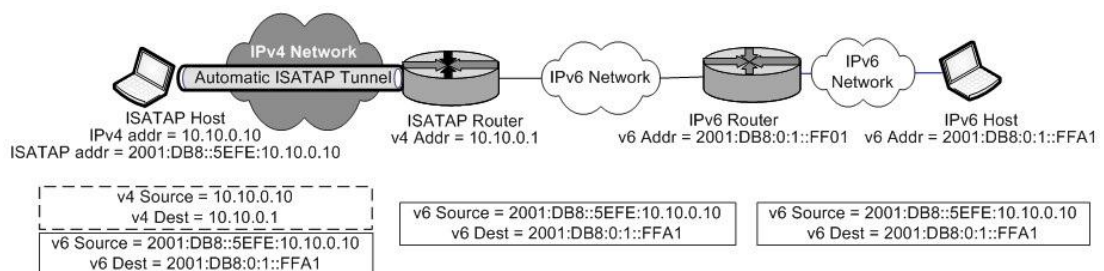 IPv4 Network
Automatic ISATAP Tunnel
IPv6 Network
IPv6
Network
ISATAP Host
IPv4 addr = 10.10.0.10
ISATAP addr = 2001:DB8::5EFE:10.10.0.10
ISATAP Router
v4 Addr = 10.10.0.1
IPv6 Router
v6 Addr = 2001:DB8:0:1::FF01
IPv6 Host
v6 Addr = 2001:DB8:0:1::FFA1
v4 Source = 10.10.0.10
v4 Dest = 10.10.0.1
v6 Source = 2001:DB8::5EFE:10.10.0.10
v6 Dest = 2001:DB8:0:1::FFA1
v6 Source = 2001:DB8::5EFE:10.10.0.10
v6 Dest = 2001:DB8:0:1::FFA1
v6 Source = 2001:DB8::5EFE:10.10.0.10
v6 Dest = 2001:DB8:0:1::FFA1